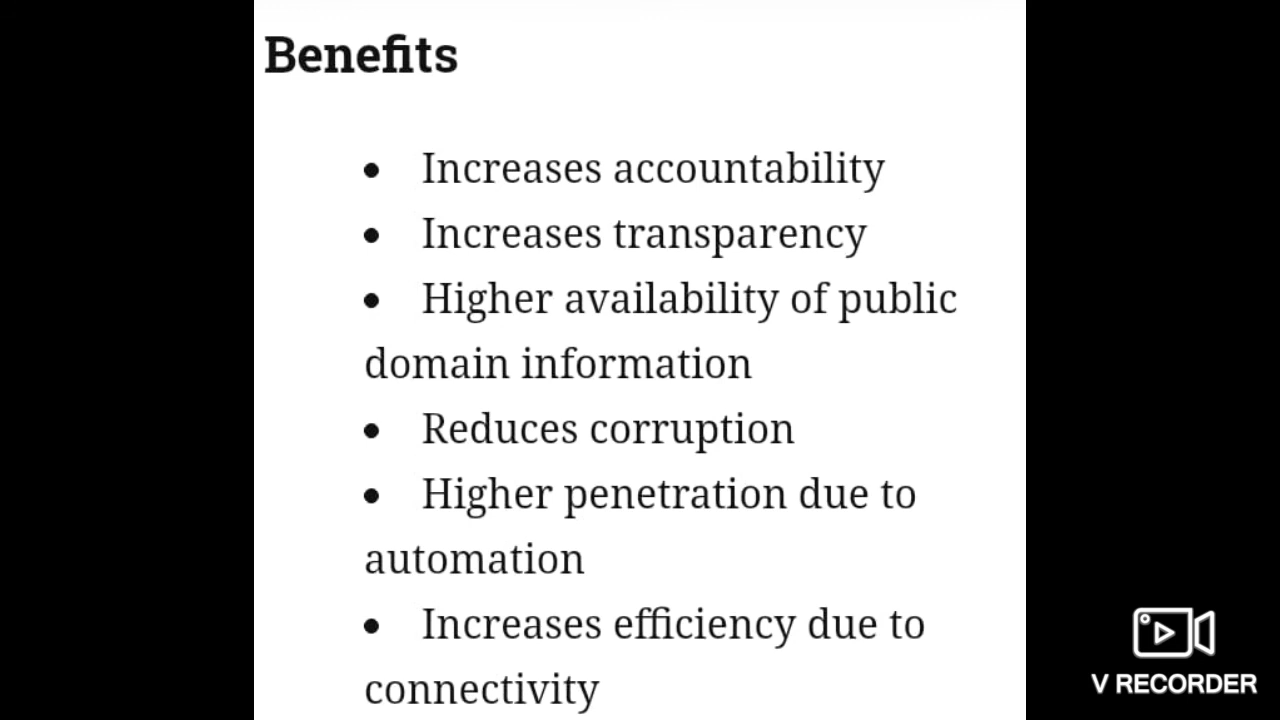 Benefits
• Increases accountability
• Increases transparency
• Higher availability of public
domain information
• Reduces corruption
• Higher penetration due to
automation
• Increases efficiency due to
connectivity
V RECORDER